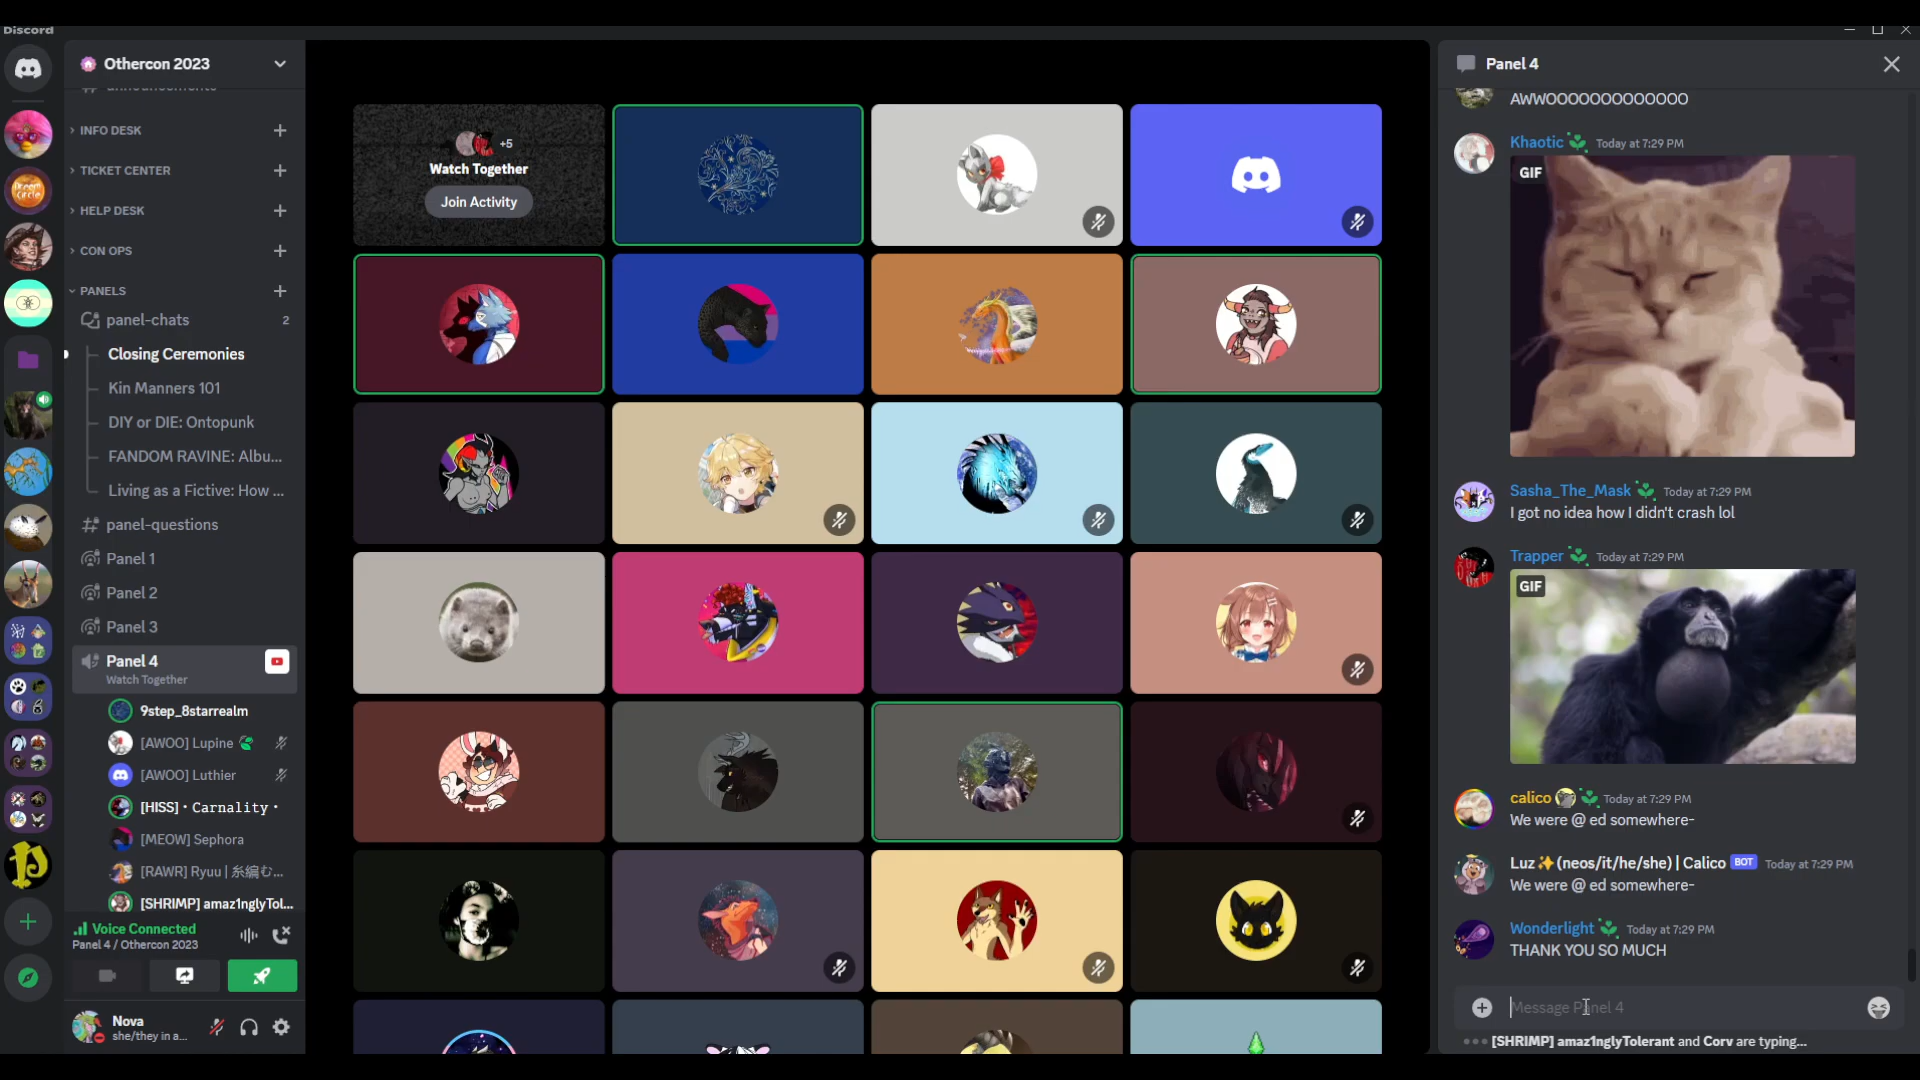 Discord
Othercon 2023
announcements
INFO DESK
TICKET CENTER
HELP DESK
CON OPS
PANELS
panel-chats
2
Closing Ceremonies
Kin Manners 101
DIY or DIE: Ontopunk
FANDOM RAVINE: Albu...
Living as a Fictive: How ...
panel-questions
Panel 1
Panel 2
Panel 3
Panel 4
Watch Together
9step_8starrealm
[AWOO] Lupine
[AWOO] Luthier
[HISS]・Carnality・
[MEOW] Sephora
[RAWR] Ryuu | 糸編む...
[SHRIMP] amaz1nglyTol...
Voice Connected
Panel 4 / Othercon 2023
Nova
she/they in a...
Dream
Circle
+5
Watch Together
Join Activity
Panel 4
AWWOOOOOOOOOOOOO
Khaotic Today at 7:29 PM
GIF
Sasha_The_Mask Today at 7:29 PM
I got no idea how I didn't crash lol
Trapper Today at 7:29 PM
GIF
calico Today at 7:29 PM
We were @ ed somewhere-
Luz✨(neos/it/he/she) | Calico BOT Today at 7:29 PM
We were @ ed somewhere-
Wonderlight Today at 7:29 PM
THANK YOU SO MUCH
Message Panel 4
[SHRIMP] amaz1nglyTolerant and Corv are typing...